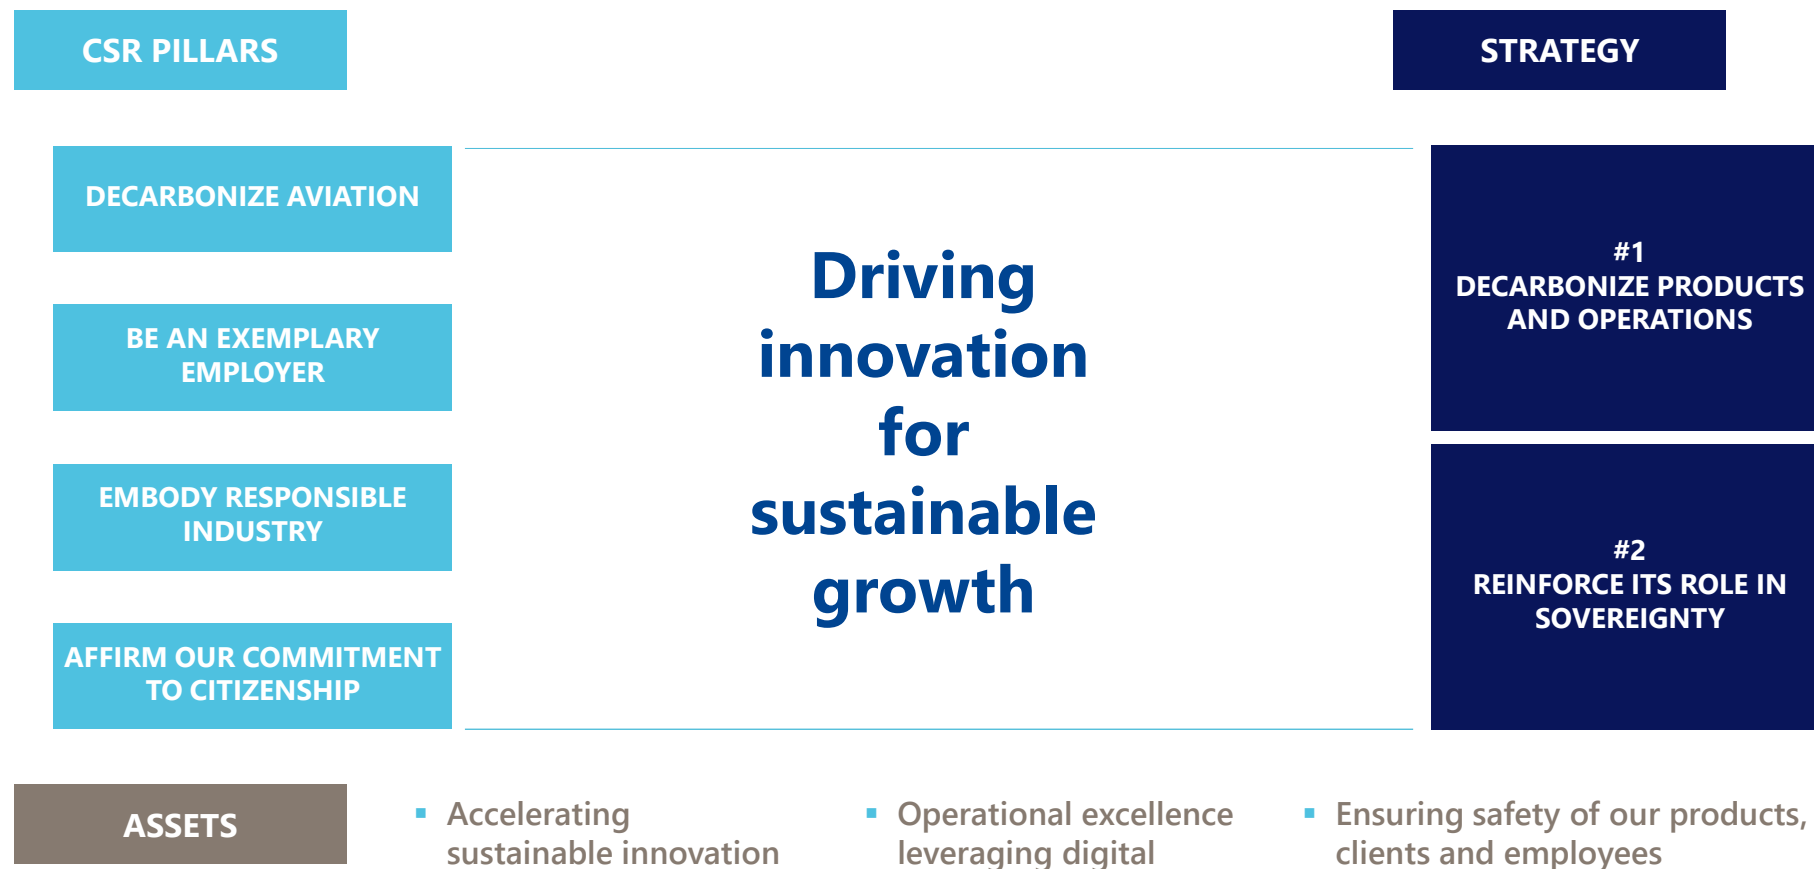 CSR PILLARS
STRATEGY
DECARBONIZE AVIATION
BE AN EXEMPLARY
EMPLOYER
EMBODY RESPONSIBLE
INDUSTRY
AFFIRM OUR COMMITMENT
TO CITIZENSHIP
Driving
innovation
for
sustainable
growth
#1
DECARBONIZE PRODUCTS
AND OPERATIONS
#2
REINFORCE ITS ROLE IN
SOVEREIGNTY
ASSETS
▪ Accelerating
sustainable innovation
▪ Operational excellence
leveraging digital
▪ Ensuring safety of our products,
clients and employees